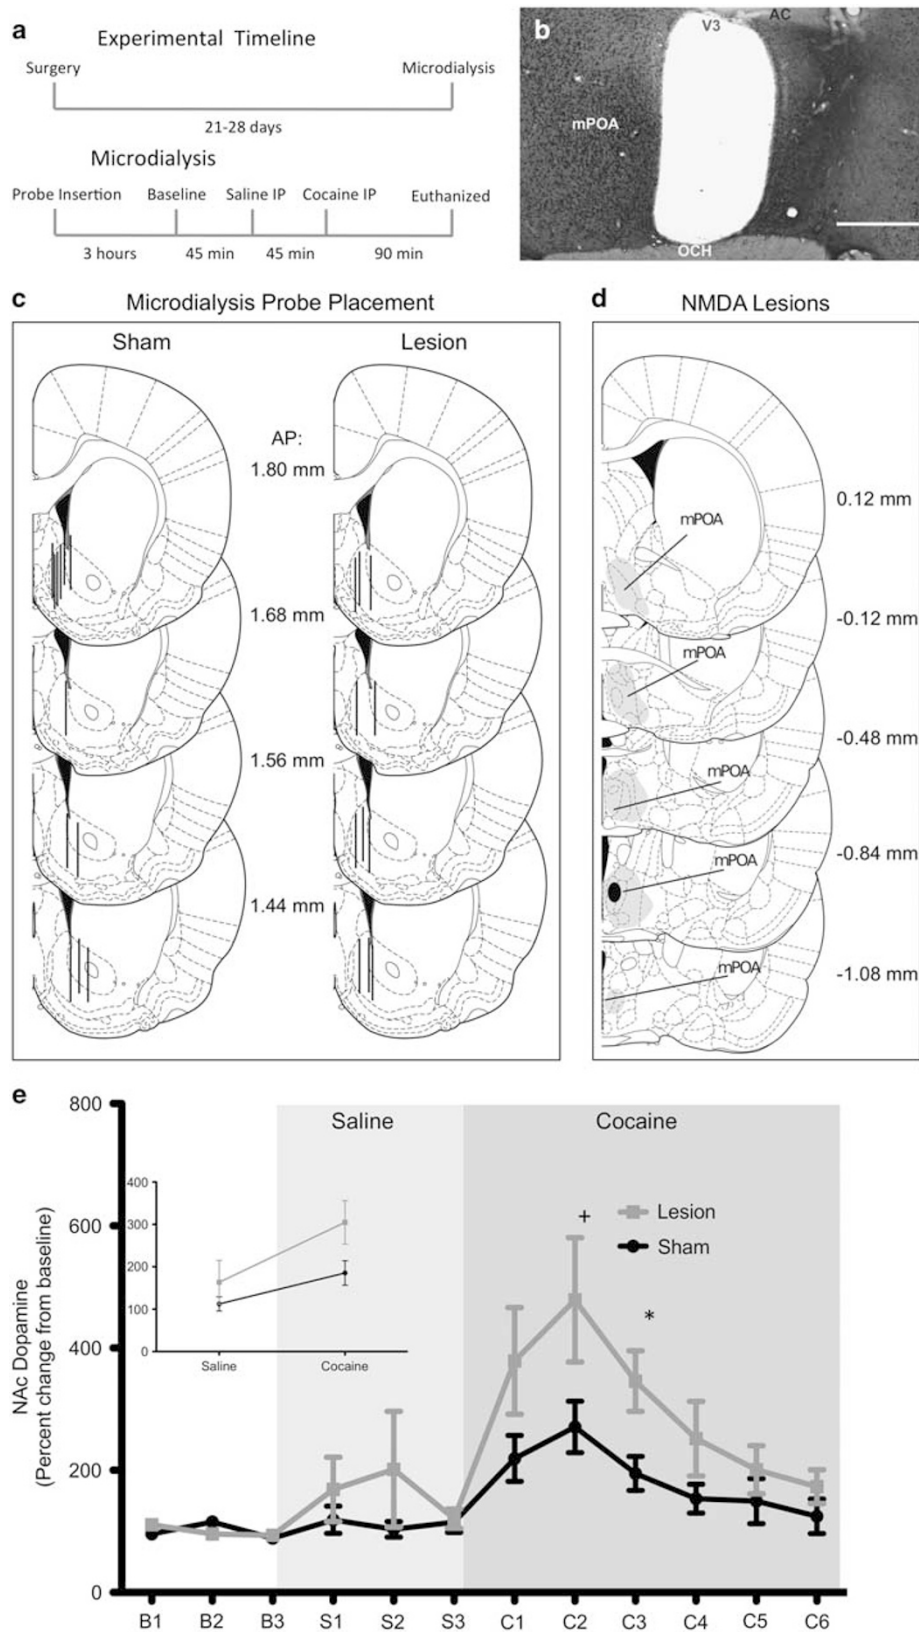 a
Experimental Timeline
Surgery Microdialysis
21-28 days
Microdialysis
Probe Insertion Baseline Saline IP Cocaine IP Euthanized
3 hours 45 min 45 min 90 min
b
V3 AC
mPOA
OCH
c Microdialysis Probe Placement
Sham Lesion
AP:
1.80 mm
1.68 mm
1.56 mm
1.44 mm
d NMDA Lesions
mPOA
0.12 mm
mPOA
-0.12 mm
mPOA
-0.48 mm
mPOA
-0.84 mm
mPOA
-1.08 mm
e
NAc Dopamine
(Percent change from baseline)
800
600
400
200
0
Saline Cocaine
400
300
200
100
0
Saline Cocaine
+
*
Lesion
Sham
B1 B2 B3 S1 S2 S3 C1 C2 C3 C4 C5 C6